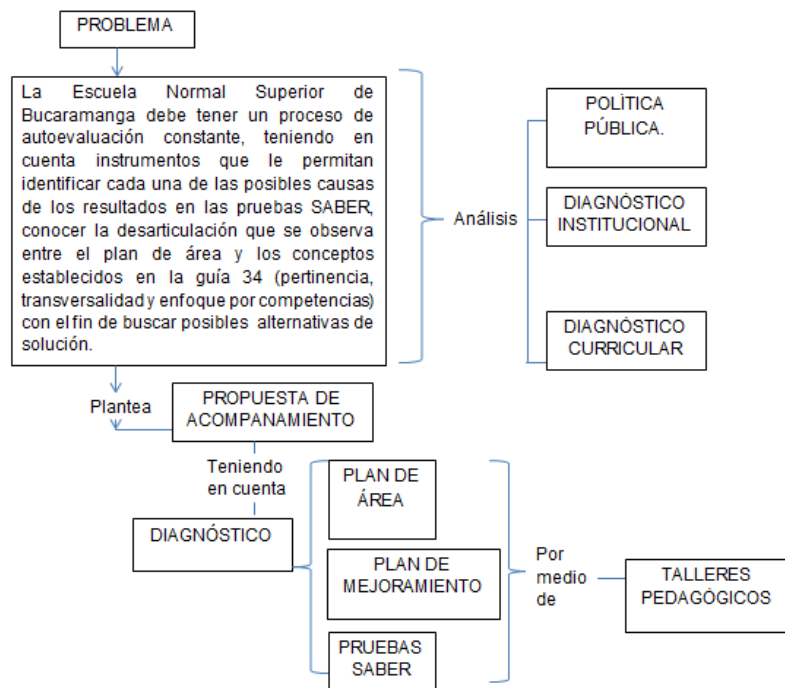 PROBLEMA
La Escuela Normal Superior de
Bucaramanga debe tener un proceso de
autoevaluación constante, teniendo en
cuenta instrumentos que le permitan
identificar cada una de las posibles causas
de los resultados en las pruebas SABER,
conocer la desarticulación que se observa
entre el plan de área y los conceptos
establecidos en la guía 34 (pertinencia,
transversalidad y enfoque por competencias)
con el fin de buscar posibles alternativas de
solución.
Análisis
POLÌTICA
PÚBLICA.
DIAGNÓSTICO
INSTITUCIONAL
DIAGNÓSTICO
CURRICULAR
Plantea
PROPUESTA DE
ACOMPANAMIENTO
Teniendo
en cuenta
DIAGNÓSTICO
PLAN DE
ÁREA
PLAN DE
MEJORAMIENTO
PRUEBAS
SABER
Por
medio
de
TALLERES
PEDAGÓGICOS